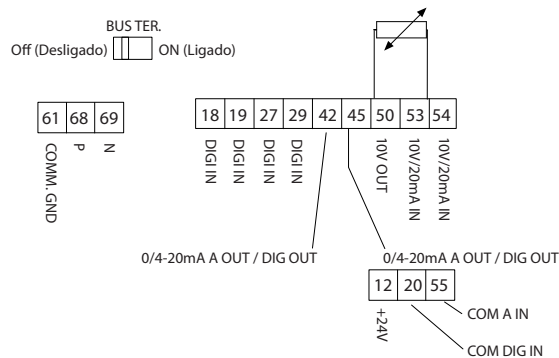 BUS TER.
Off (Desligado) ON (Ligado)
61 68 69
COMM. GND
P
N
18 19 27 29 42 45 50 53 54
DIGI IN
DIGI IN
DIGI IN
DIGI IN
10V OUT
10V/20mA IN
10V/20mA IN
0/4-20mA A OUT / DIG OUT
0/4-20mA A OUT / DIG OUT
12 20 55
+24V
COM A IN
COM DIG IN